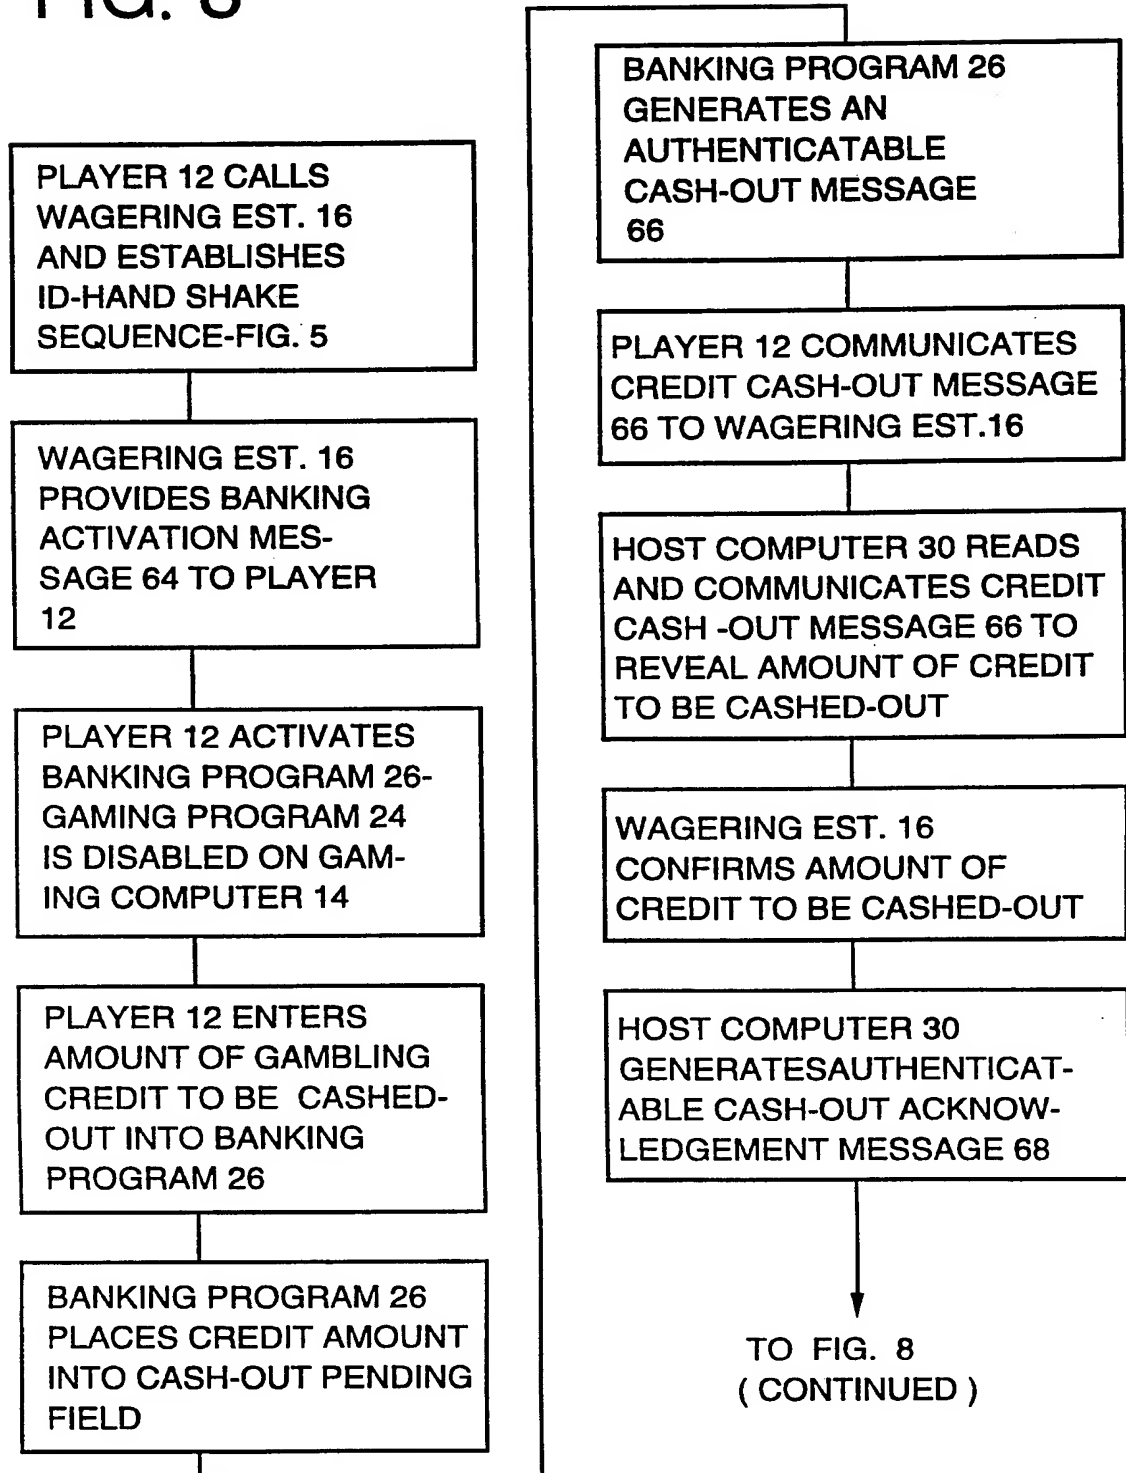 FIG. 8
PLAYER 12 CALLS
WAGERING EST. 16
AND ESTABLISHES
ID-HAND SHAKE
SEQUENCE-FIG. 5
WAGERING EST. 16
PROVIDES BANKING
ACTIVATION MES-
SAGE 64 TO PLAYER
12
PLAYER 12 ACTIVATES
BANKING PROGRAM 26-
GAMING PROGRAM 24
IS DISABLED ON GAM-
ING COMPUTER 14
PLAYER 12 ENTERS
AMOUNT OF GAMBLING
CREDIT TO BE CASHED-
OUT INTO BANKING
PROGRAM 26
BANKING PROGRAM 26
PLACES CREDIT AMOUNT
INTO CASH-OUT PENDING
FIELD
BANKING PROGRAM 26
GENERATES AN
AUTHENTICATABLE
CASH-OUT MESSAGE
66
PLAYER 12 COMMUNICATES
CREDIT CASH-OUT MESSAGE
66 TO WAGERING EST.16
HOST COMPUTER 30 READS
AND COMMUNICATES CREDIT
CASH -OUT MESSAGE 66 TO
REVEAL AMOUNT OF CREDIT
TO BE CASHED-OUT
WAGERING EST. 16
CONFIRMS AMOUNT OF
CREDIT TO BE CASHED-OUT
HOST COMPUTER 30
GENERATESAUTHENTICAT-
ABLE CASH-OUT ACKNOW-
LEDGEMENT MESSAGE 68
TO FIG. 8
( CONTINUED )